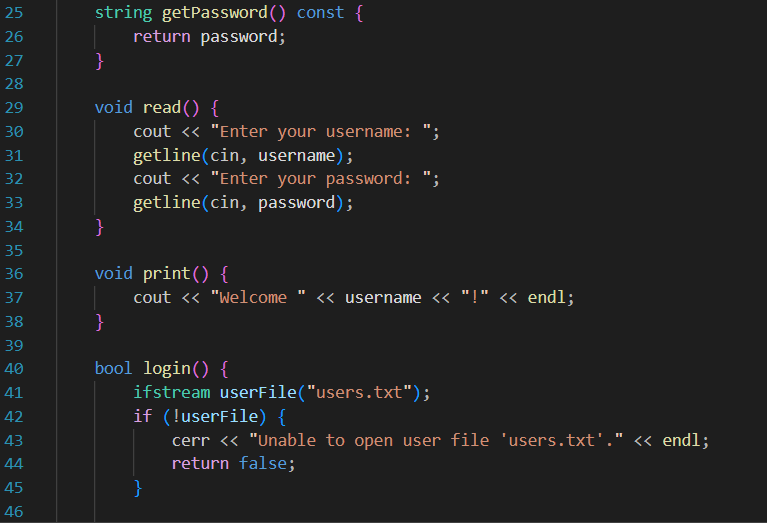 25 string getPassword() const {
26 return password;
27 }
28
29 void read() {
30 cout << "Enter your username: ";
31 getline(cin, username);
32 cout << "Enter your password: ";
33 getline(cin, password);
34 }
35
36 void print() {
37 cout << "Welcome " << username << "!" << endl;
38 }
39
40 bool login() {
41 ifstream userFile("users.txt");
42 if (!userFile) {
43 cerr << "Unable to open user file 'users.txt'." << endl;
44 return false;
45 }
46